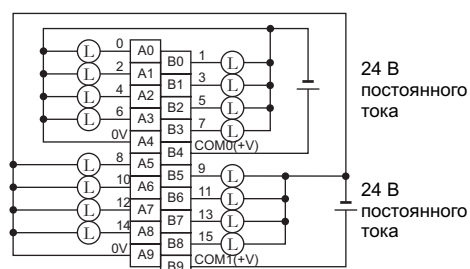 L 0 A0 B0 1 L
L 2 A1 B1 3 L
L 4 A2 B2 5 L
L 6 A3 B3 7 L
0V A4 B4 COM0(+V)
24 В
постоянного
тока
L 8 A5 B5 9 L
L 10 A6 B6 11 L
L 12 A7 B7 13 L
L 14 A8 B8 15 L
0V A9 B9 COM1(+V)
24 В
постоянного
тока